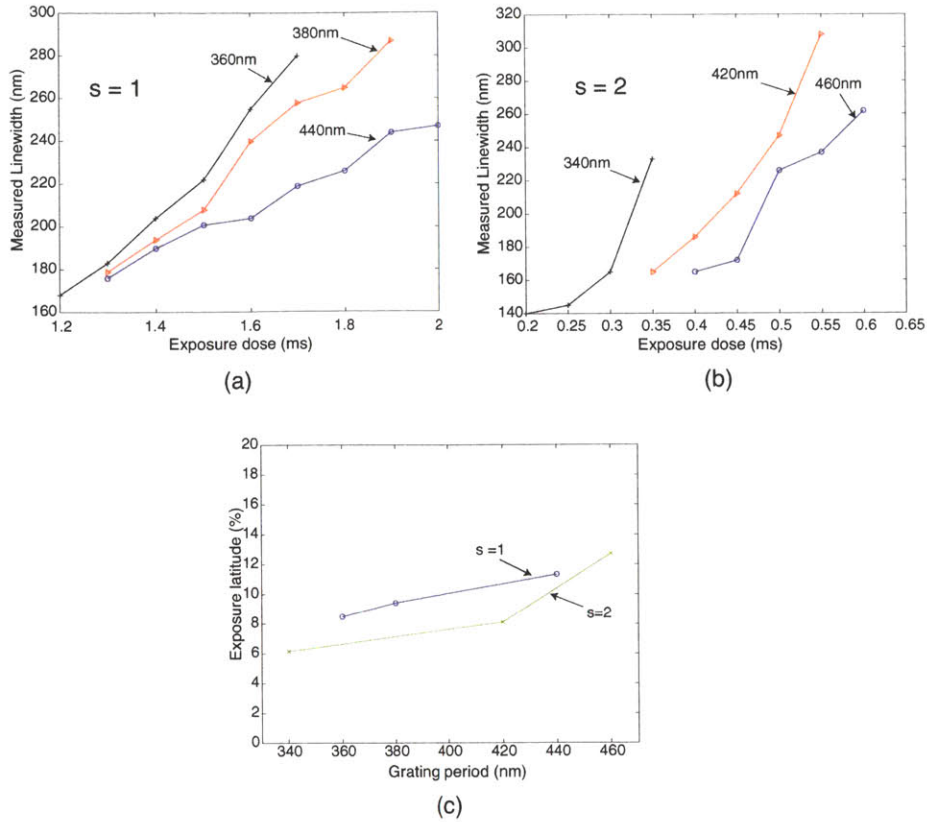 s = 1
360nm
380nm
440nm
Measured Linewidth (nm)
300
280
260
240
220
200
180
160
1.2
1.4
1.6
1.8
2
Exposure dose (ms)
(a)
s = 2
340nm
420nm
460nm
Measured Linewidth (nm)
320
300
280
260
240
220
200
180
160
140
0.2
0.25
0.3
0.35
0.4
0.45
0.5
0.55
0.6
0.65
Exposure dose (ms)
(b)
Exposure latitude (%)
20
18
16
14
12
10
8
6
4
2
0
s =1
s=2
340
360
380
400
420
440
460
Grating period (nm)
(c)